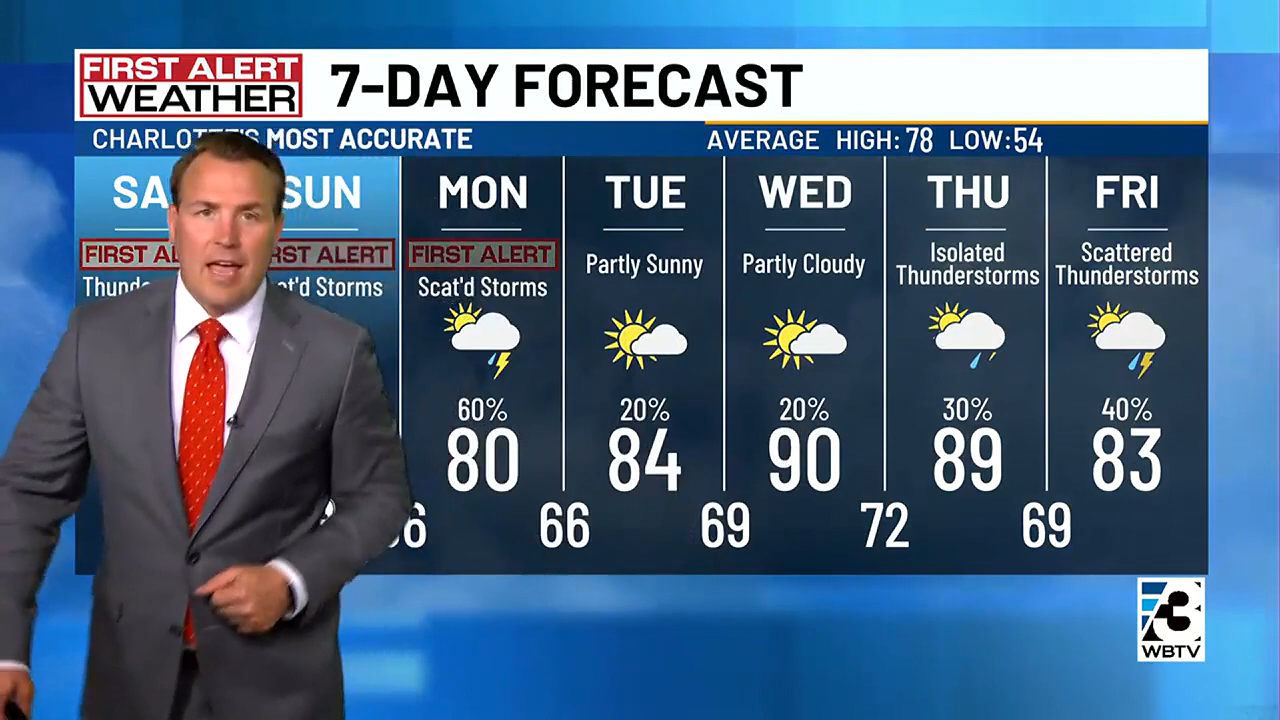 FIRST ALERT
WEATHER
7-DAY FORECAST
MOST ACCURATE
AVERAGE HIGH: 78 LOW: 54
SUN MON TUE WED THU FRI
FIRST ALERT
Scat'd Storms
Partly Sunny
Partly Cloudy
Isolated
Thunderstorms
Scattered
Thunderstorms
60% 20% 20% 30% 40%
80 84 90 89 83
66 69 72 69
3
WBTV